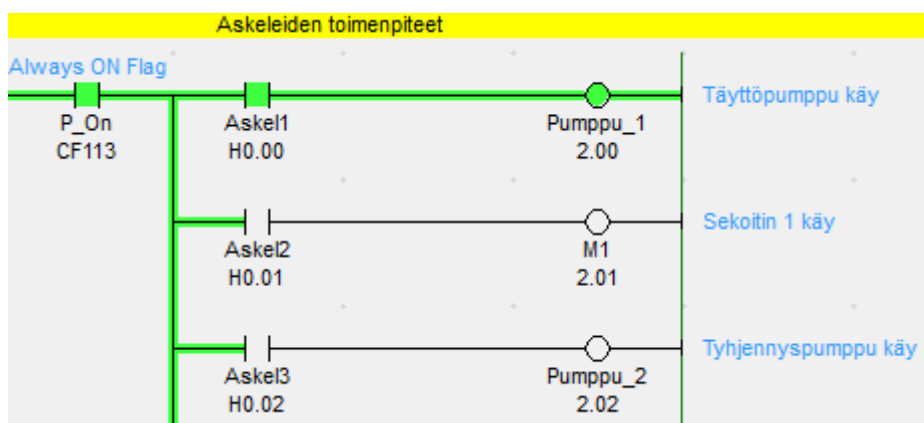 Askeleiden toimenpiteet
Always ON Flag
P_On
CF113
Askel1
H0.00
Pumppu_1
2.00
Täyttöpumppu käy
Askel2
H0.01
M1
2.01
Sekoitin 1 käy
Askel3
H0.02
Pumppu_2
2.02
Tyhjennyspumppu käy